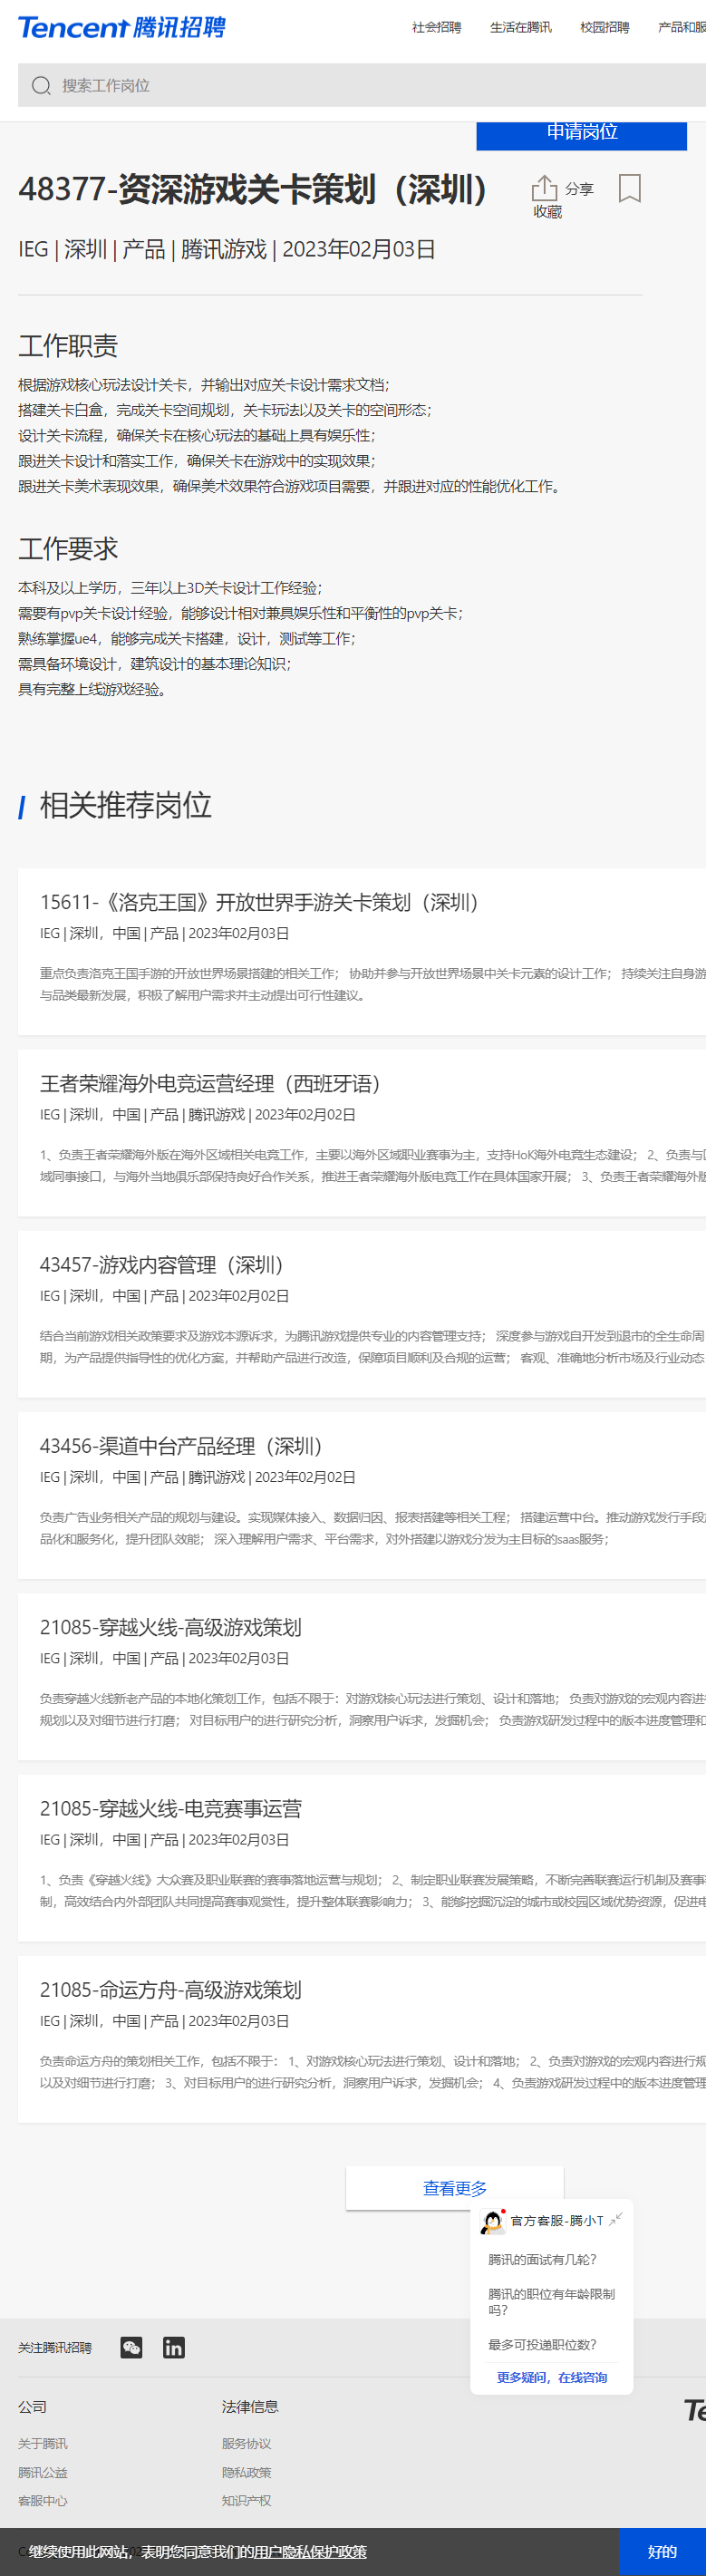 Tencent 腾讯招聘
社会招聘 生活在腾讯 校园招聘 产品和服
搜索工作岗位
申请岗位
48377-资深游戏关卡策划（深圳）
分享
收藏
IEG | 深圳 | 产品 | 腾讯游戏 | 2023年02月03日
工作职责
根据游戏核心玩法设计关卡，并输出对应关卡设计需求文档；
搭建关卡白盒，完成关卡空间规划，关卡玩法以及关卡的空间形态；
设计关卡流程，确保关卡在核心玩法的基础上具有娱乐性；
跟进关卡设计和落实工作，确保关卡在游戏中的实现效果；
跟进关卡美术表现效果，确保美术效果符合游戏项目需要，并跟进对应的性能优化工作。
工作要求
本科及以上学历，三年以上3D关卡设计工作经验；
需要有pvp关卡设计经验，能够设计相对兼具娱乐性和平衡性的pvp关卡；
熟练掌握ue4，能够完成关卡搭建，设计，测试等工作；
需具备环境设计，建筑设计的基本理论知识；
具有完整上线游戏经验。
相关推荐岗位
15611-《洛克王国》开放世界手游关卡策划（深圳）
IEG | 深圳，中国 | 产品 | 2023年02月03日
重点负责洛克王国手游的开放世界场景搭建的相关工作； 协助并参与开放世界场景中关卡元素的设计工作； 持续关注自身游
与品类最新发展，积极了解用户需求并主动提出可行性建议。
王者荣耀海外电竞运营经理（西班牙语）
IEG | 深圳，中国 | 产品 | 腾讯游戏 | 2023年02月02日
1、负责王者荣耀海外版在海外区域相关电竞工作，主要以海外区域职业赛事为主，支持HoK海外电竞生态建设； 2、负责与
域同事接口，与海外当地俱乐部保持良好合作关系，推进王者荣耀海外版电竞工作在具体国家开展； 3、负责王者荣耀海外版
43457-游戏内容管理（深圳）
IEG | 深圳，中国 | 产品 | 2023年02月02日
结合当前游戏相关政策要求及游戏本源诉求，为腾讯游戏提供专业的内容管理支持； 深度参与游戏自开发到退市的全生命周
期，为产品提供指导性的优化方案，并帮助产品进行改造，保障项目顺利及合规的运营； 客观、准确地分析市场及行业动态
43456-渠道中台产品经理（深圳）
IEG | 深圳，中国 | 产品 | 腾讯游戏 | 2023年02月02日
负责广告业务相关产品的规划与建设。实现媒体接入、数据归因、报表搭建等相关工程； 搭建运营中台。推动游戏发行手段
品化和服务化，提升团队效能； 深入理解用户需求、平台需求，对外搭建以游戏分发为主目标的saas服务；
21085-穿越火线-高级游戏策划
IEG | 深圳，中国 | 产品 | 2023年02月03日
负责穿越火线新老产品的本地化策划工作，包括不限于：对游戏核心玩法进行策划、设计和落地； 负责对游戏的宏观内容进
规划以及对细节进行打磨； 对目标用户的进行研究分析，洞察用户诉求，发掘机会； 负责游戏研发过程中的版本进度管理和
21085-穿越火线-电竞赛事运营
IEG | 深圳，中国 | 产品 | 2023年02月03日
1、负责《穿越火线》大众赛及职业联赛的赛事落地运营与规划； 2、制定职业联赛发展策略，不断完善联赛运行机制及赛事
制，高效结合内外部团队共同提高赛事观赏性，提升整体联赛影响力； 3、能够挖掘沉淀的城市或校园区域优势资源，促进电
21085-命运方舟-高级游戏策划
IEG | 深圳，中国 | 产品 | 2023年02月03日
负责命运方舟的策划相关工作，包括不限于： 1、对游戏核心玩法进行策划、设计和落地； 2、负责对游戏的宏观内容进行规
以及对细节进行打磨； 3、对目标用户的进行研究分析，洞察用户诉求，发掘机会； 4、负责游戏研发过程中的版本进度管理
查看更多
官方客服-腾小T
腾讯的面试有几轮？
腾讯的职位有年龄限制
吗？
最多可投递职位数？
更多疑问，在线咨询
关注腾讯招聘
公司 法律信息
关于腾讯 服务协议
腾讯公益 隐私政策
客服中心 知识产权
继续使用此网站，表明您同意我们的用户隐私保护政策
好的